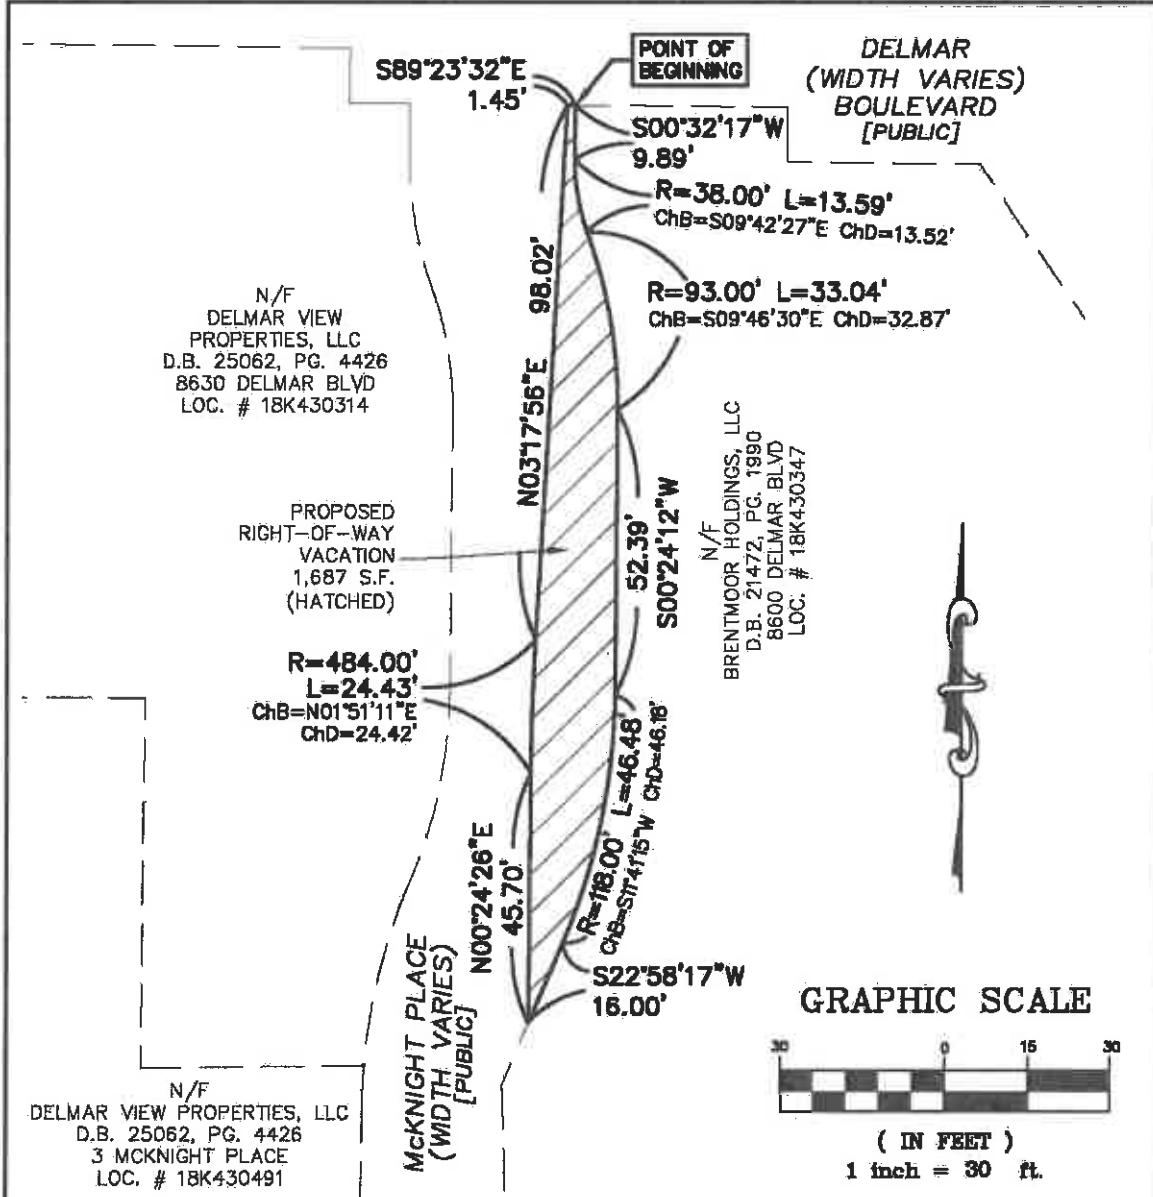 S89°23'32"E
1.45'
POINT OF
BEGINNING
DELMAR
(WIDTH VARIES)
BOULEVARD
[PUBLIC]
S00°32'17"W
9.89'
R=38.00' L=13.59'
ChB=S09°42'27"E ChD=13.52'
R=93.00' L=33.04'
ChB=S09°46'30"E ChD=32.87'
98.02'
N03°17'56"E
N/F
DELMAR VIEW
PROPERTIES, LLC
D.B. 25062, PG. 4426
8630 DELMAR BLVD
LOC. # 18K430314
PROPOSED
RIGHT-OF-WAY
VACATION
1,687 S.F.
(HATCHED)
52.39'
S00°24'12"W
N/F
BRENTMOOR HOLDINGS, LLC
D.B. 21472, PG. 1990
8600 DELMAR BLVD
LOC. # 18K430347
R=484.00'
L=24.43'
ChB=N01°51'11"E
ChD=24.42'
R=118.00' L=46.48'
ChB=S11°41'15"W ChD=46.18'
N00°24'26"E
45.70'
S22°58'17"W
16.00'
McKNIGHT PLACE
(WIDTH VARIES)
[PUBLIC]
N/F
DELMAR VIEW PROPERTIES, LLC
D.B. 25062, PG. 4426
3 MCKNIGHT PLACE
LOC. # 18K430491
GRAPHIC SCALE
30 0 15 30
( IN FEET )
1 inch = 30 ft.